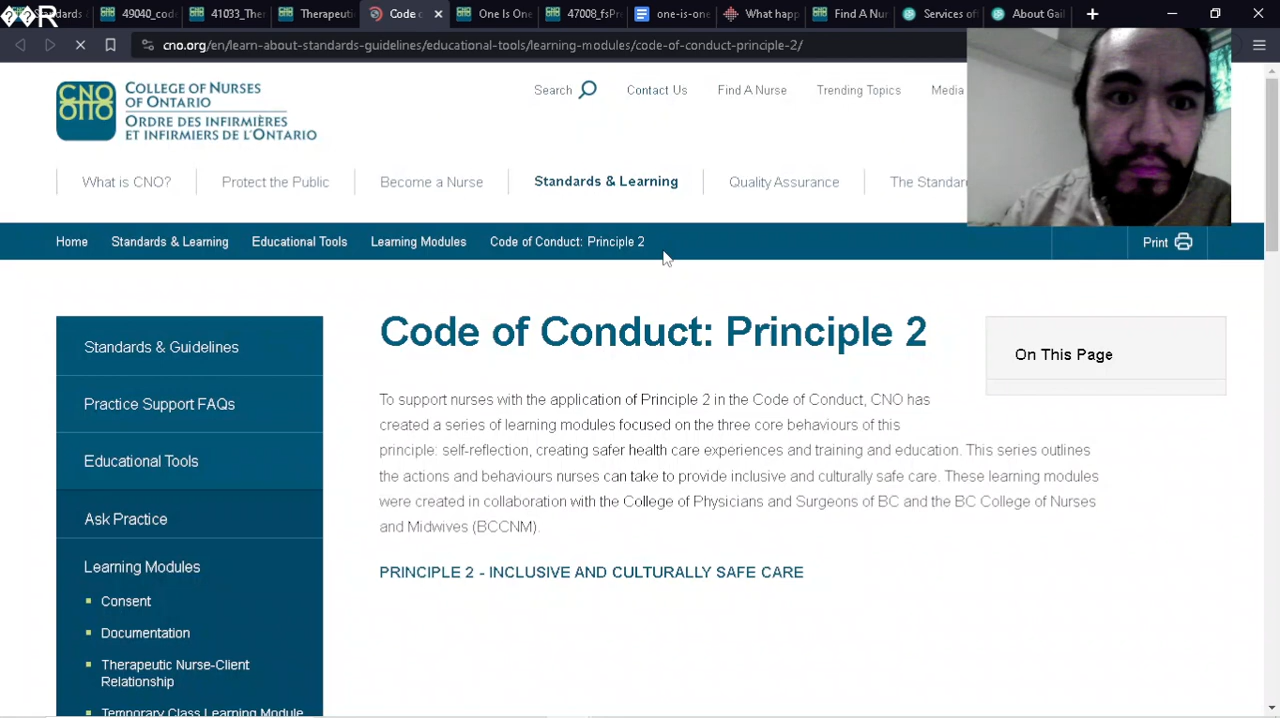 Standards
49040_cod
41033_The
Therapeuti
Code
One Is One
47008_fsPr
one-is-one
What happ
Find A Nur
Services of
About Gail
cno.org/en/learn-about-standards-guidelines/educational-tools/learning-modules/code-of-conduct-principle-2/
CNO
OTIO
COLLEGE OF NURSES
OF ONTARIO
ORDRE DES INFIRMIÈRES
ET INFIRMIERS DE L'ONTARIO
Search Contact Us Find A Nurse Trending Topics Media
What is CNO? Protect the Public Become a Nurse Standards & Learning Quality Assurance The Standar
Home Standards & Learning Educational Tools Learning Modules Code of Conduct: Principle 2 Print
Standards & Guidelines
Practice Support FAQs
Educational Tools
Ask Practice
Learning Modules
Consent
Documentation
Therapeutic Nurse-Client
Relationship
Temporary Class Learning Module
Code of Conduct: Principle 2
To support nurses with the application of Principle 2 in the Code of Conduct, CNO has
created a series of learning modules focused on the three core behaviours of this
principle: self-reflection, creating safer health care experiences and training and education. This series outlines
the actions and behaviours nurses can take to provide inclusive and culturally safe care. These learning modules
were created in collaboration with the College of Physicians and Surgeons of BC and the BC College of Nurses
and Midwives (BCCNM).
PRINCIPLE 2 - INCLUSIVE AND CULTURALLY SAFE CARE
On This Page